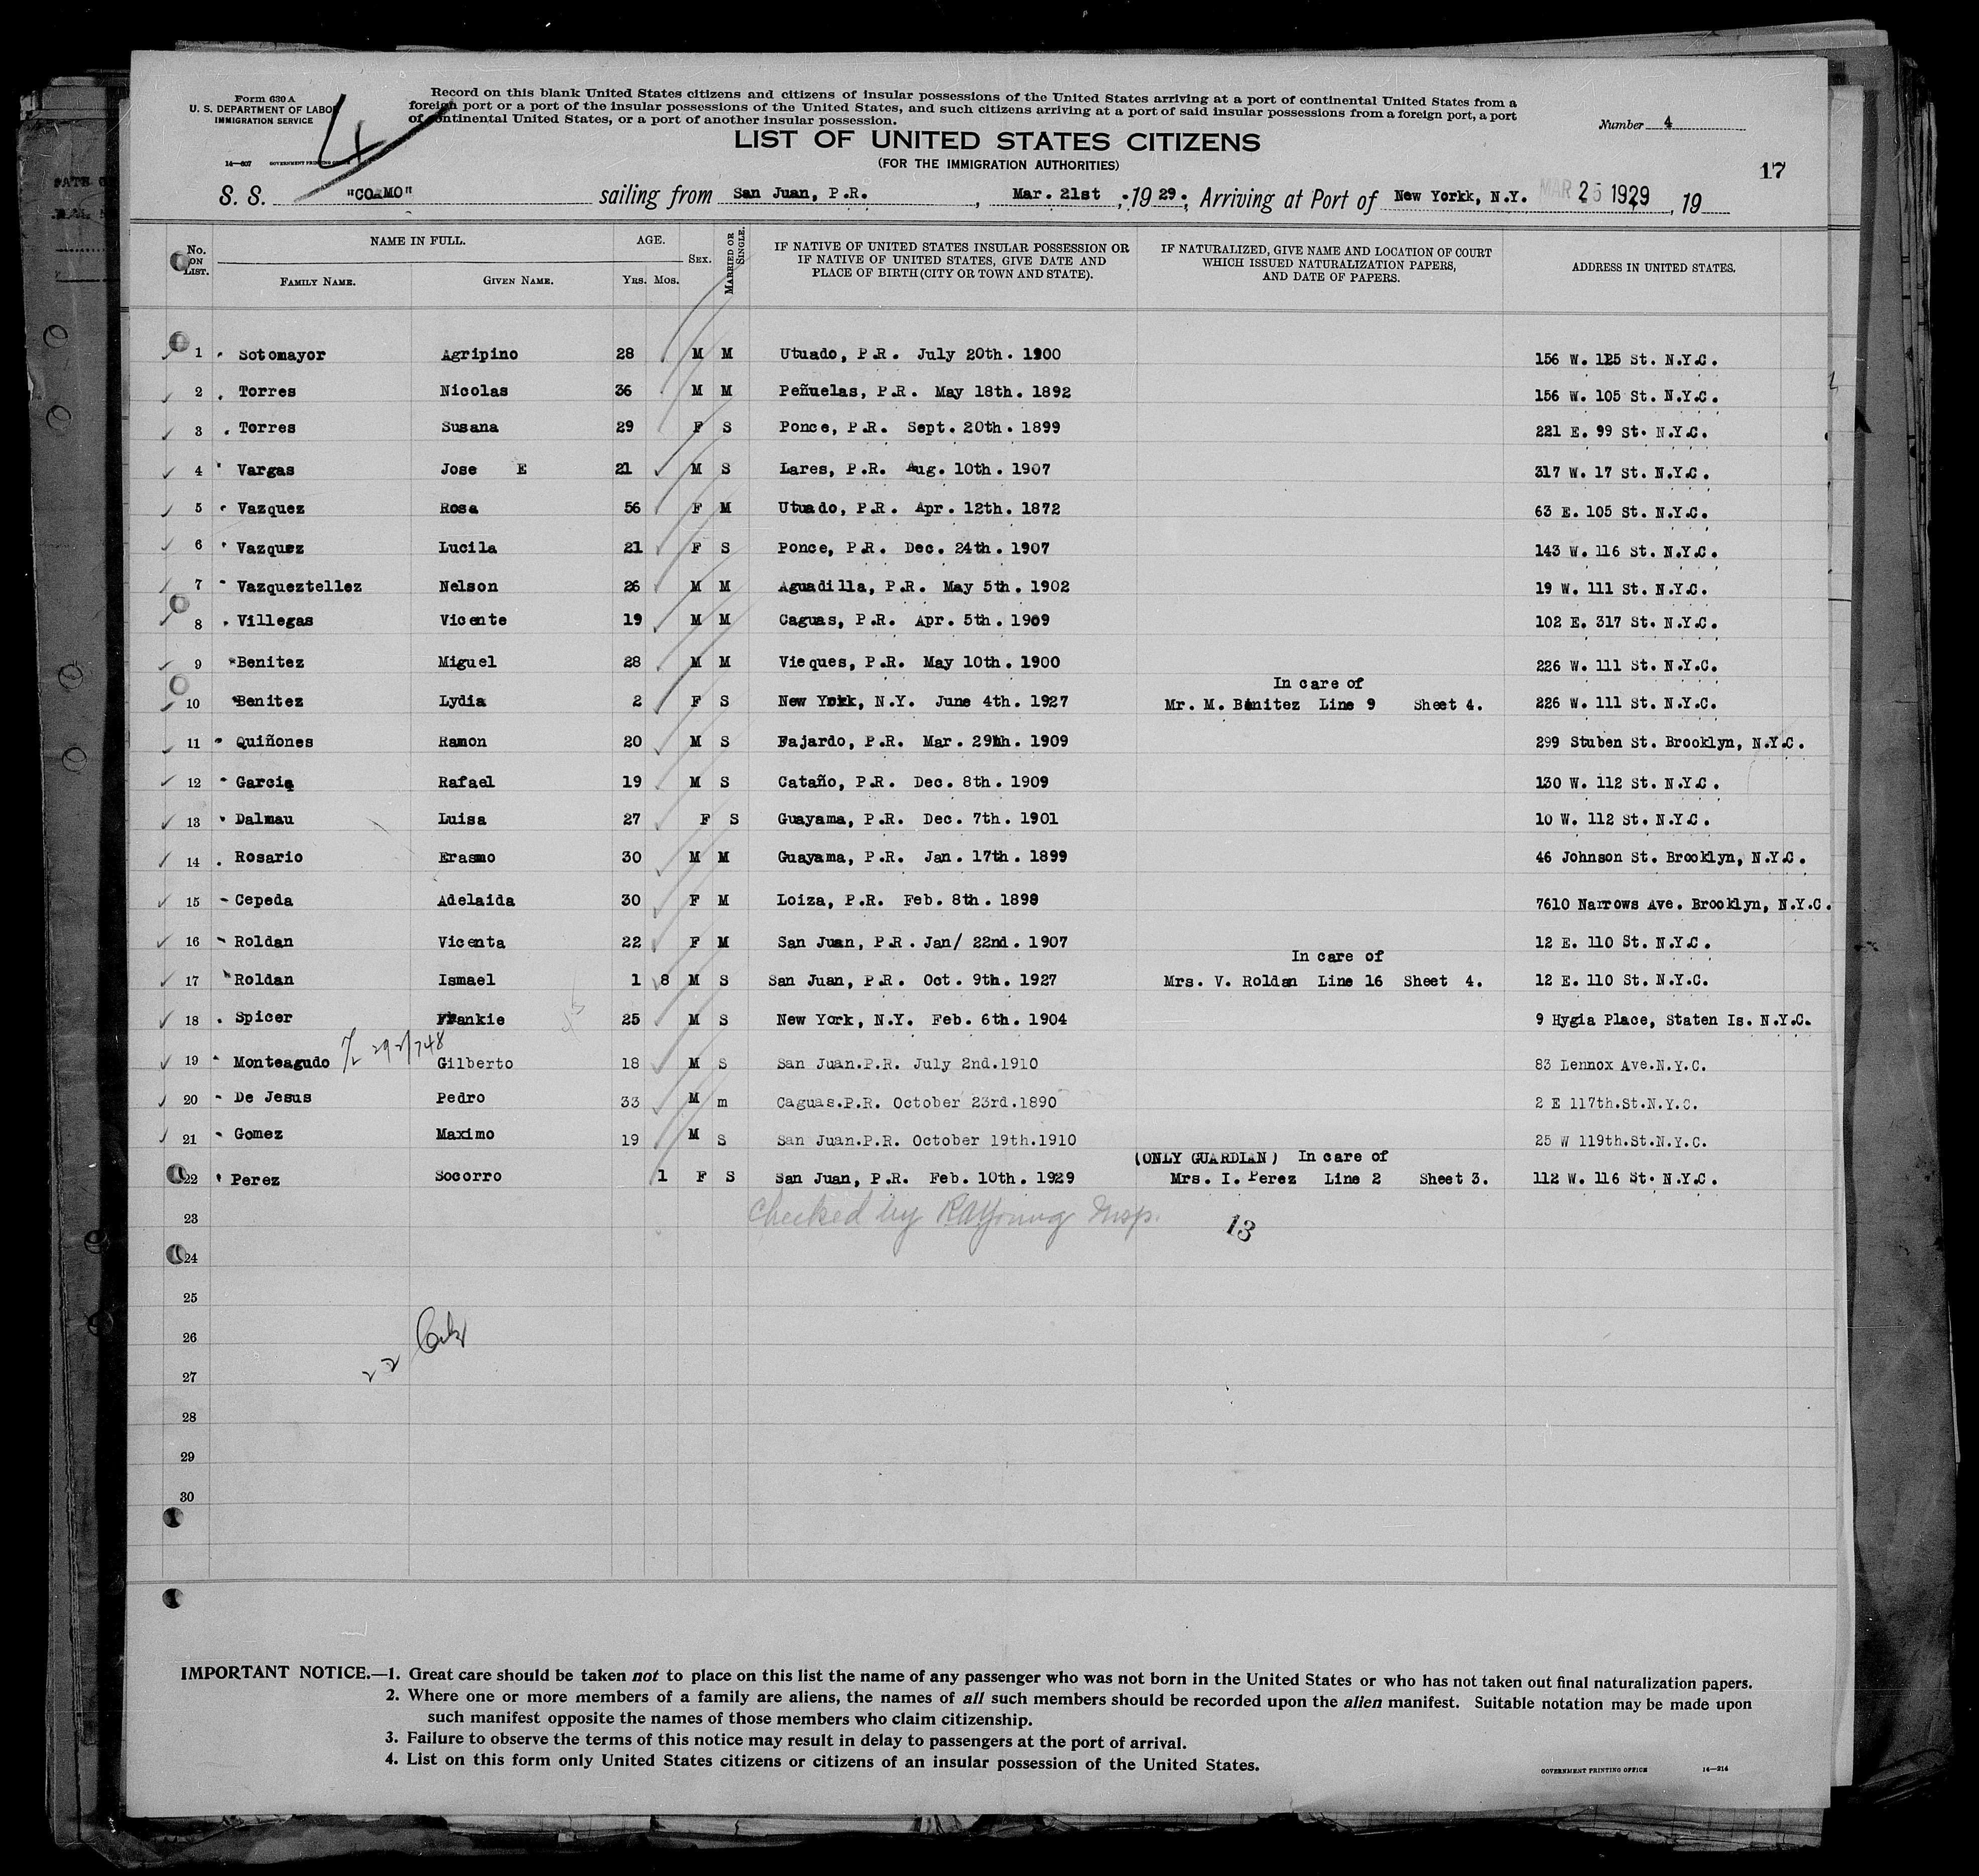 Form 630 A
U. S. DEPARTMENT OF LABOR
IMMIGRATION SERVICE
14—607 GOVERNMENT PRINTING OFFICE
4
Record on this blank United States citizens and citizens of insular possessions of the United States arriving at a port of continental United States from a
foreign port or a port of the insular possessions of the United States, and such citizens arriving at a port of said insular possessions from a foreign port, a port
of continental United States, or a port of another insular possession.
Number 4
LIST OF UNITED STATES CITIZENS
(FOR THE IMMIGRATION AUTHORITIES)
17
S. S. "COAMO" sailing from San Juan, P.R. , Mar. 21st , 1929 ; Arriving at Port of New Yorkk, N.Y. MAR 25 1929 , 19
No. ON LIST. NAME IN FULL. AGE. SEX. MARRIED OR SINGLE. IF NATIVE OF UNITED STATES INSULAR POSSESSION OR IF NATIVE OF UNITED STATES, GIVE DATE AND PLACE OF BIRTH (CITY OR TOWN AND STATE). IF NATURALIZED, GIVE NAME AND LOCATION OF COURT WHICH ISSUED NATURALIZATION PAPERS, AND DATE OF PAPERS. ADDRESS IN UNITED STATES.
FAMILY NAME. GIVEN NAME. YRS. MOS.
1 Sotomayor Agripino 28 M M Utuado, P.R. July 20th. 1900 156 W. 125 St. N.Y.C.
2 Torres Nicolas 36 M M Peñuelas, P.R. May 18th. 1892 156 W. 105 St. N.Y.C.
3 Torres Susana 29 F S Ponce, P.R. Sept. 20th. 1899 221 E. 99 St. N.Y.C.
4 Vargas Jose E 21 M S Lares, P.R. Aug. 10th. 1907 317 W. 17 St. N.Y.C.
5 Vazquez Rosa 56 F M Utuado, P.R. Apr. 12th. 1872 63 E. 105 St. N.Y.C.
6 Vazquez Lucila 21 F S Ponce, P.R. Dec. 24th. 1907 143 W. 116 St. N.Y.C.
7 Vazqueztellez Nelson 26 M M Aguadilla, P.R. May 5th. 1902 19 W. 111 St. N.Y.C.
8 Villegas Vicente 19 M M Caguas, P.R. Apr. 5th. 1909 102 E. 317 St. N.Y.C.
9 Benitez Miguel 28 M M Vieques, P.R. May 10th. 1900 226 W. 111 St. N.Y.C.
In care of
10 Benitez Lydia 2 F S New York, N.Y. June 4th. 1927 Mr. M. Benitez Line 9 Sheet 4. 226 W. 111 St. N.Y.C.
11 Quiñones Ramon 20 M S Fajardo, P.R. Mar. 29th. 1909 299 Stuben St. Brooklyn, N.Y.C.
12 Garcia Rafael 19 M S Cataño, P.R. Dec. 8th. 1909 130 W. 112 St. N.Y.C.
13 Dalmau Luisa 27 F S Guayama, P.R. Dec. 7th. 1901 10 W. 112 St. N.Y.C.
14 Rosario Erasmo 30 M M Guayama, P.R. Jan. 17th. 1899 46 Johnson St. Brooklyn, N.Y.C.
15 Cepeda Adelaida 30 F M Loiza, P.R. Feb. 8th. 1899 7610 Narrows Ave. Brooklyn, N.Y.C.
16 Roldan Vicenta 22 F M San Juan, P.R. Jan/ 22nd. 1907 12 E. 110 St. N.Y.C.
In care of
17 Roldan Ismael 1 8 M S San Juan, P.R. Oct. 9th. 1927 Mrs. V. Roldan Line 16 Sheet 4. 12 E. 110 St. N.Y.C.
18 Spicer Frankie 25 M S New York, N.Y. Feb. 6th. 1904 9 Hygia Place, Staten Is. N.Y.C.
19 Monteagudo Gilberto 18 M S San Juan.P.R. July 2nd.1910 83 Lennox Ave.N.Y.C.
20 De Jesus Pedro 33 M m Caguas.P.R. October 23rd.1890 2 E 117th.St.N.Y.C.
21 Gomez Maximo 19 M S San Juan.P.R. October 19th.1910 25 W 119th.St.N.Y.C.
(ONLY GUARDIAN) In care of
22 Perez Socorro 1 F S San Juan, P.R. Feb. 10th. 1929 Mrs. I. Perez Line 2 Sheet 3. 112 W. 116 St. N.Y.C.
Checked by RAYoung Insp.
13
23
24
25
26
22
27
28
29
30
IMPORTANT NOTICE.—1. Great care should be taken not to place on this list the name of any passenger who was not born in the United States or who has not taken out final naturalization papers.
2. Where one or more members of a family are aliens, the names of all such members should be recorded upon the alien manifest. Suitable notation may be made upon
such manifest opposite the names of those members who claim citizenship.
3. Failure to observe the terms of this notice may result in delay to passengers at the port of arrival.
4. List on this form only United States citizens or citizens of an insular possession of the United States.
GOVERNMENT PRINTING OFFICE 16—214